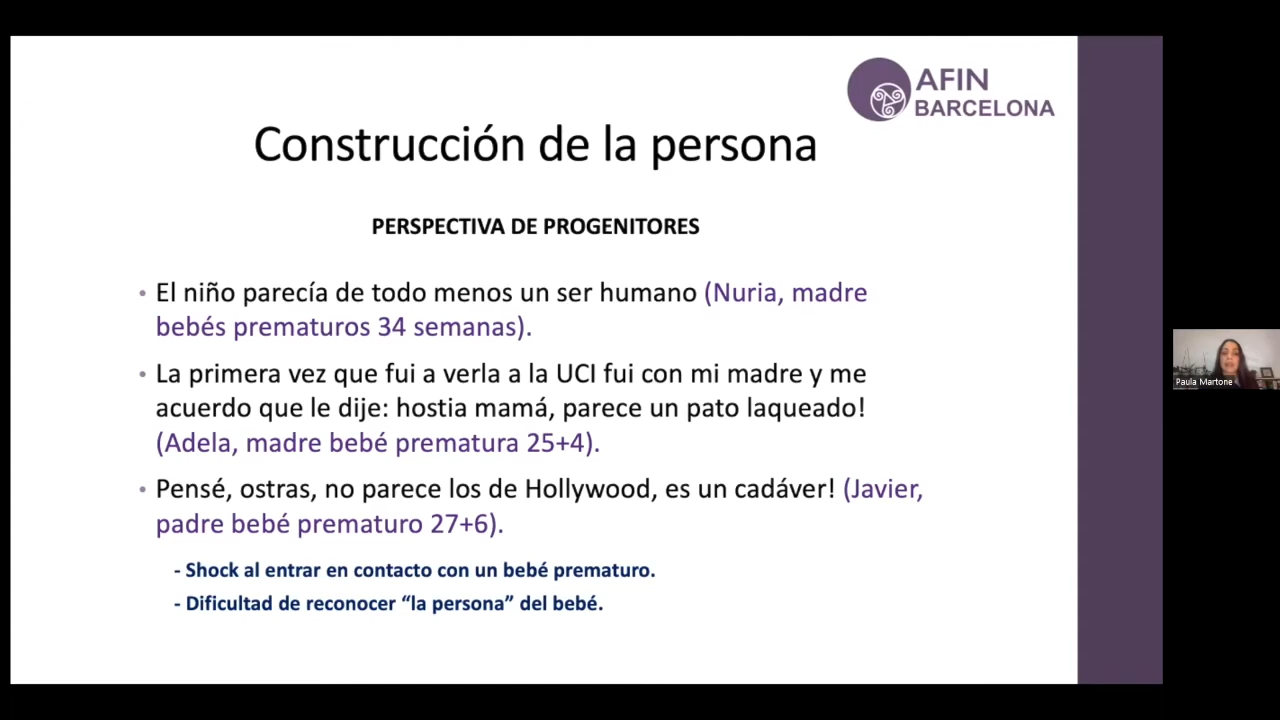 AFIN
BARCELONA
Construcción de la persona
PERSPECTIVA DE PROGENITORES
• El niño parecía de todo menos un ser humano (Nuria, madre
bebés prematuros 34 semanas).
• La primera vez que fui a verla a la UCI fui con mi madre y me
acuerdo que le dije: hostia mamá, parece un pato laqueado!
(Adela, madre bebé prematura 25+4).
• Pensé, ostras, no parece los de Hollywood, es un cadáver! (Javier,
padre bebé prematuro 27+6).
- Shock al entrar en contacto con un bebé prematuro.
- Dificultad de reconocer “la persona” del bebé.
Paula Martone